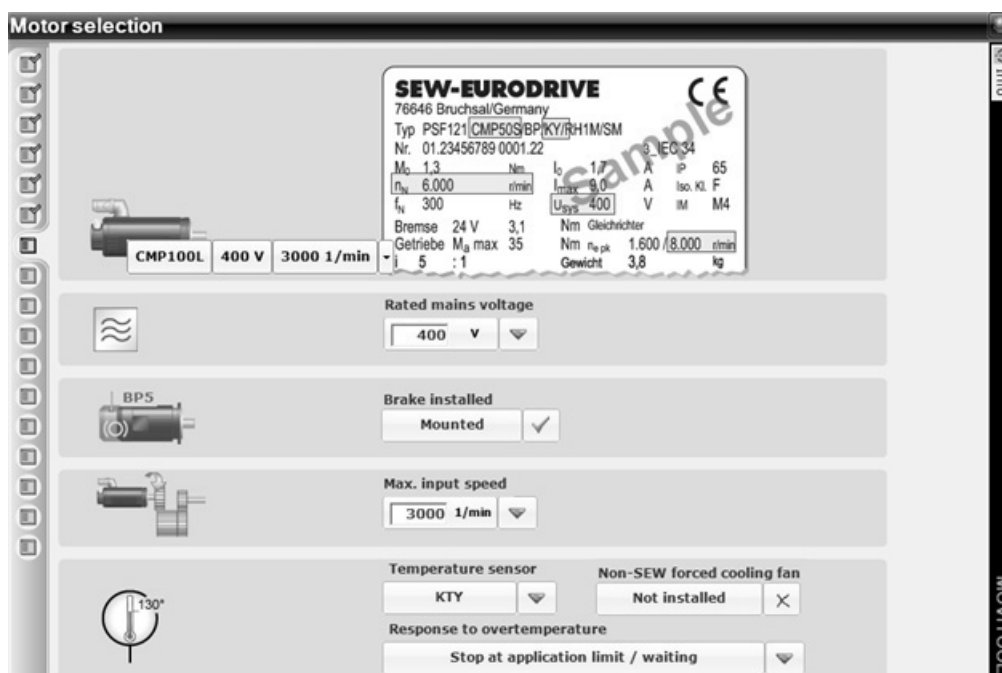 Motor selection
SEW-EURODRIVE CE
76646 Bruchsal/Germany
Typ PSF121 CMP50S/BP/KY/RH1M/SM
Nr. 01.23456789 0001.22 3 IEC 34
M₀ 1,3 Nm I₀ 1,7 A IP 65
nN 6.000 r/min Imax 9,0 A Iso. Kl. F
fN 300 Hz Usys 400 V IM M4
Bremse 24 V 3,1 Nm Gleichrichter
Getriebe Ma max 35 Nm ne pk 1.600 / 8.000 r/min
i 5 :1 Gewicht 3,8 kg
Sample
CMP100L 400 V 3000 1/min
Rated mains voltage
400 V
BP5
Brake installed
Mounted
Max. input speed
3000 1/min
Temperature sensor Non-SEW forced cooling fan
130°
KTY Not installed
Response to overtemperature
Stop at application limit / waiting